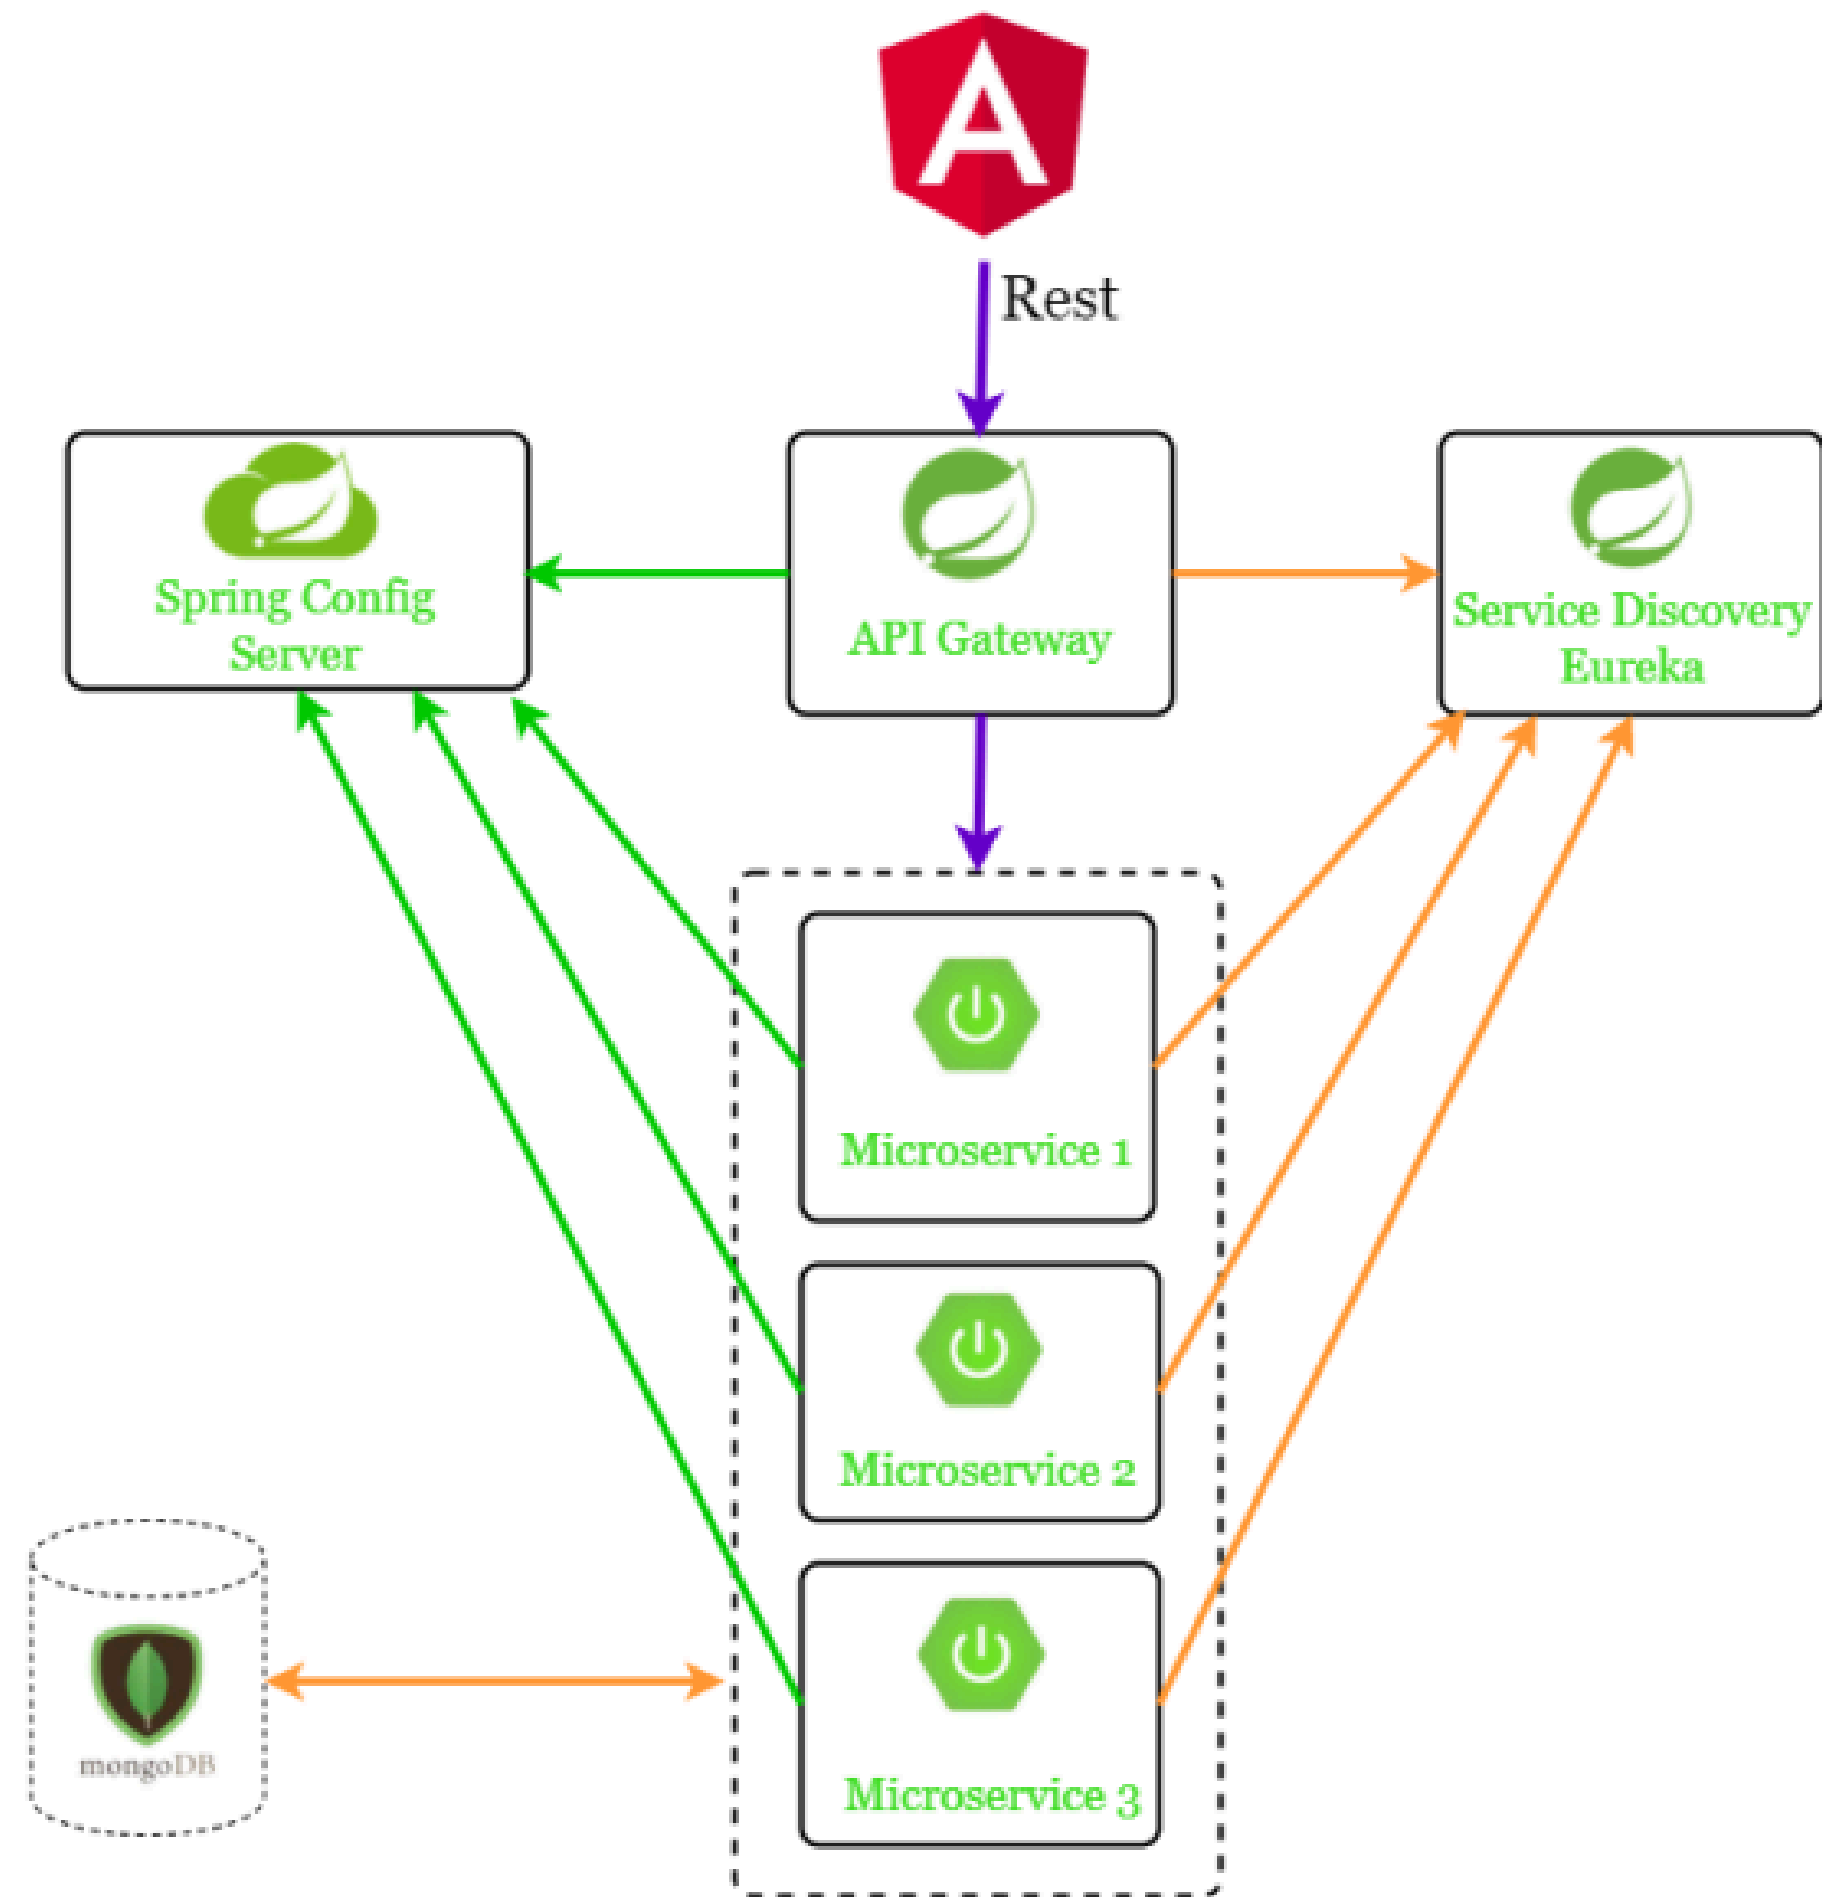 Rest
Spring Config
Server
API Gateway
Service Discovery
Eureka
Microservice 1
Microservice 2
Microservice 3
mongoDB